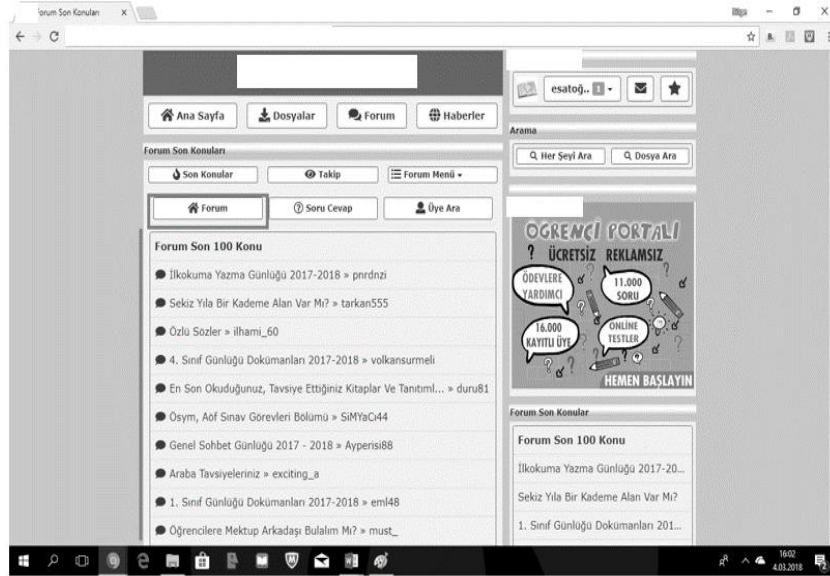 Forum Son Konuları
Bilgs
Ana Sayfa
Dosyalar
Forum
Haberler
Forum Son Konuları
Son Konular
Takip
Forum Menü
Forum
Soru Cevap
Üye Ara
Forum Son 100 Konu
İlkokuma Yazma Günlüğü 2017-2018 » pnrdnzi
Sekiz Yıla Bir Kademe Alan Var Mı? » tarkan555
Özlü Sözler » ilhami_60
4. Sınıf Günlüğü Dokümanları 2017-2018 » volkansurmeli
En Son Okuduğunuz, Tavsiye Ettiğiniz Kitaplar Ve Tanıtıml... » duru81
Ösym, Aöf Sınav Görevleri Bölümü » SiMYaCı44
Genel Sohbet Günlüğü 2017 - 2018 » Ayperisi88
Araba Tavsiyeleriniz » exciting_a
1. Sınıf Günlüğü Dokümanları 2017-2018 » eml48
Öğrencilere Mektup Arkadaşı Bulalım Mı? » must_
esatoğ.. 1
Arama
Her Şeyi Ara
Dosya Ara
ÖĞRENCİ PORTALI
ÜCRETSİZ REKLAMSIZ
ÖDEVLERE
YARDIMCI
11.000
SORU
16.000
KAYITLI ÜYE
ONLİNE
TESTLER
HEMEN BAŞLAYIN
Forum Son Konular
Forum Son 100 Konu
İlkokuma Yazma Günlüğü 2017-20...
Sekiz Yıla Bir Kademe Alan Var Mı?
1. Sınıf Günlüğü Dokümanları 201...
16:02
4.03.2018